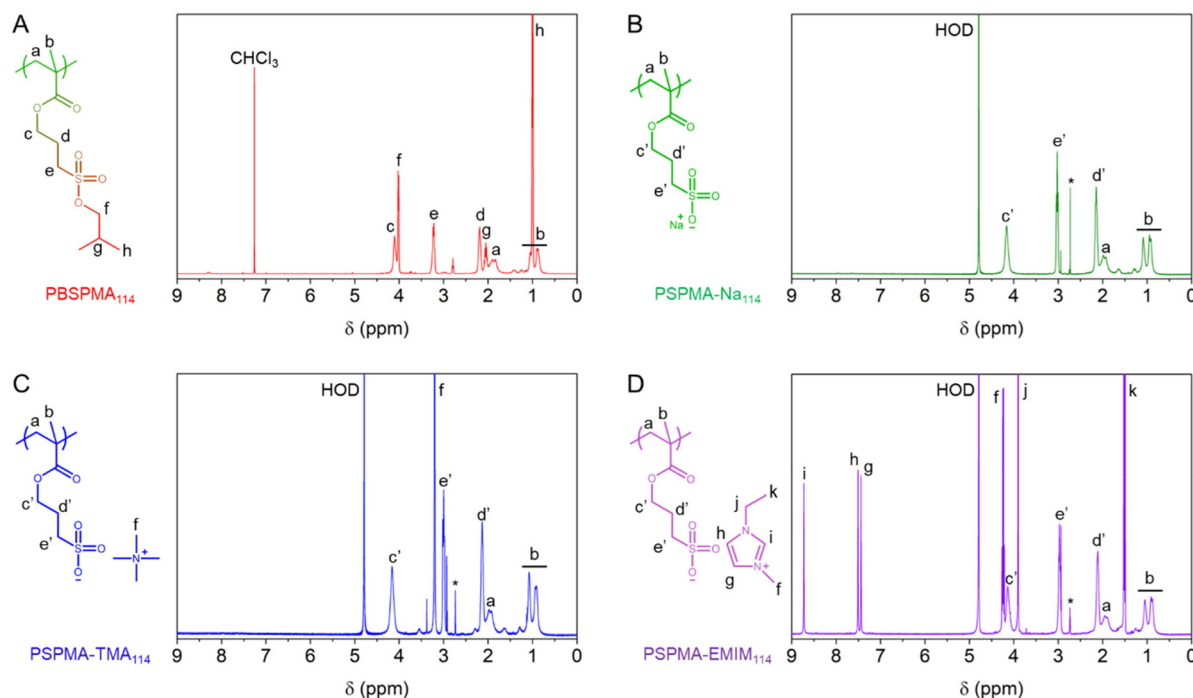 A
a
b
O
O
c
d
e
O
S
O
O
f
g
h
PBSPMA₁₁₄
CHCl₃
c
f
e
d
g
a
h
b
9 8 7 6 5 4 3 2 1 0
δ (ppm)
B
a
b
O
O
c'
d'
e'
O
S
O
Na
+
O
−
PSPMA-Na₁₁₄
HOD
c'
e'
*
d'
a
b
9 8 7 6 5 4 3 2 1 0
δ (ppm)
C
a
b
O
O
c'
d'
e'
O
S
O
O
−
f
N
+
PSPMA-TMA₁₁₄
HOD
f
c'
e'
*
d'
a
b
9 8 7 6 5 4 3 2 1 0
δ (ppm)
D
a
b
O
O
c'
d'
e'
O
S
O
O
−
k
j
N
h
i
g
N
+
f
PSPMA-EMIM₁₁₄
i
h g
HOD
f
c'
j
e'
*
d'
a
k
b
9 8 7 6 5 4 3 2 1 0
δ (ppm)